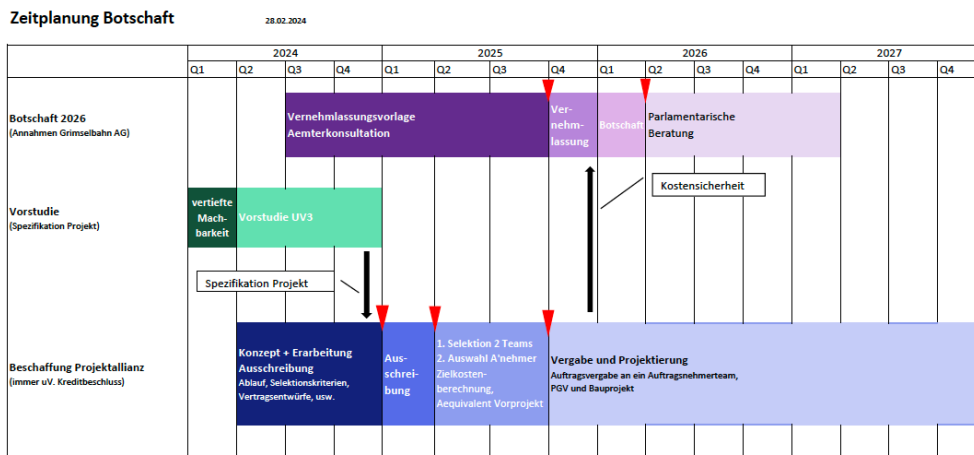 Zeitplanung Botschaft
28.02.2024
2024
2025
2026
2027
Q1
Q2
Q3
Q4
Q1
Q2
Q3
Q4
Q1
Q2
Q3
Q4
Q1
Q2
Q3
Q4
Botschaft 2026
(Annahmen Grimselbahn AG)
Vernehmlassungsvorlage
Aemterkonsultation
Ver-
nehm-
lassung
Botschaft
Parlamentarische
Beratung
Kostensicherheit
Vorstudie
(Spezifikation Projekt)
vertiefte
Mach-
barkeit
Vorstudie UV3
Spezifikation Projekt
Beschaffung Projektallianz
(immer uV. Kreditbeschluss)
Konzept + Erarbeitung
Ausschreibung
Ablauf, Selektionskriterien,
Vertragsentwürfe, usw.
Aus-
schrei-
bung
1. Selektion 2 Teams
2. Auswahl A'nehmer
Zielkosten-
berechnung,
Aequivalent Vorprojekt
Vergabe und Projektierung
Auftragsvergabe an ein Auftragsnehmerteam,
PGV und Bauprojekt